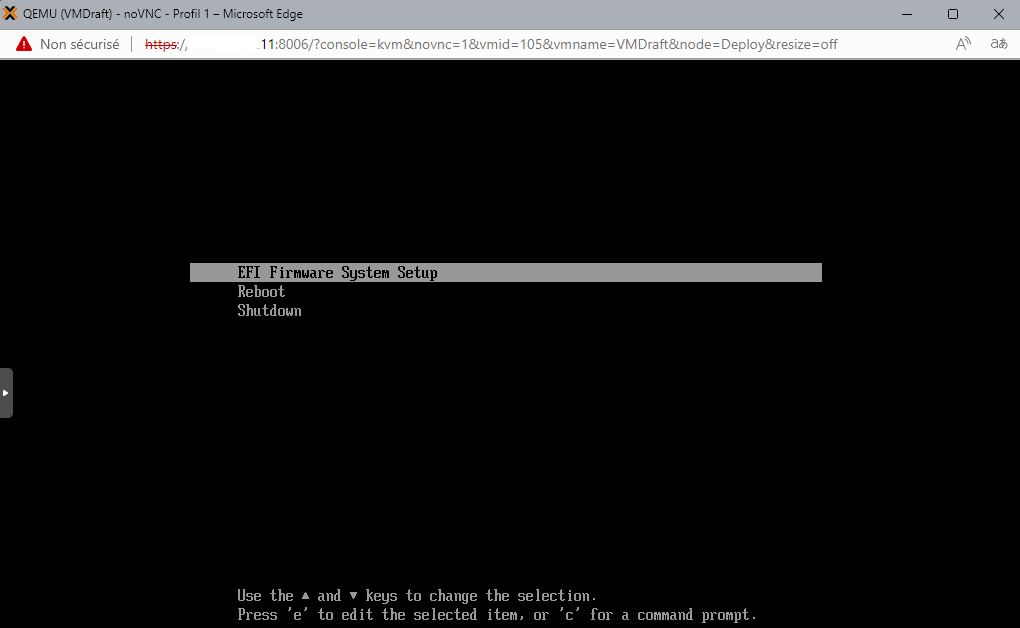 QEMU (VMDraft) - noVNC - Profil 1 – Microsoft Edge
Non sécurisé https:// 11:8006/?console=kvm&novnc=1&vmid=105&vmname=VMDraft&node=Deploy&resize=off
EFI Firmware System Setup
Reboot
Shutdown
Use the ▲ and ▼ keys to change the selection.
Press 'e' to edit the selected item, or 'c' for a command prompt.